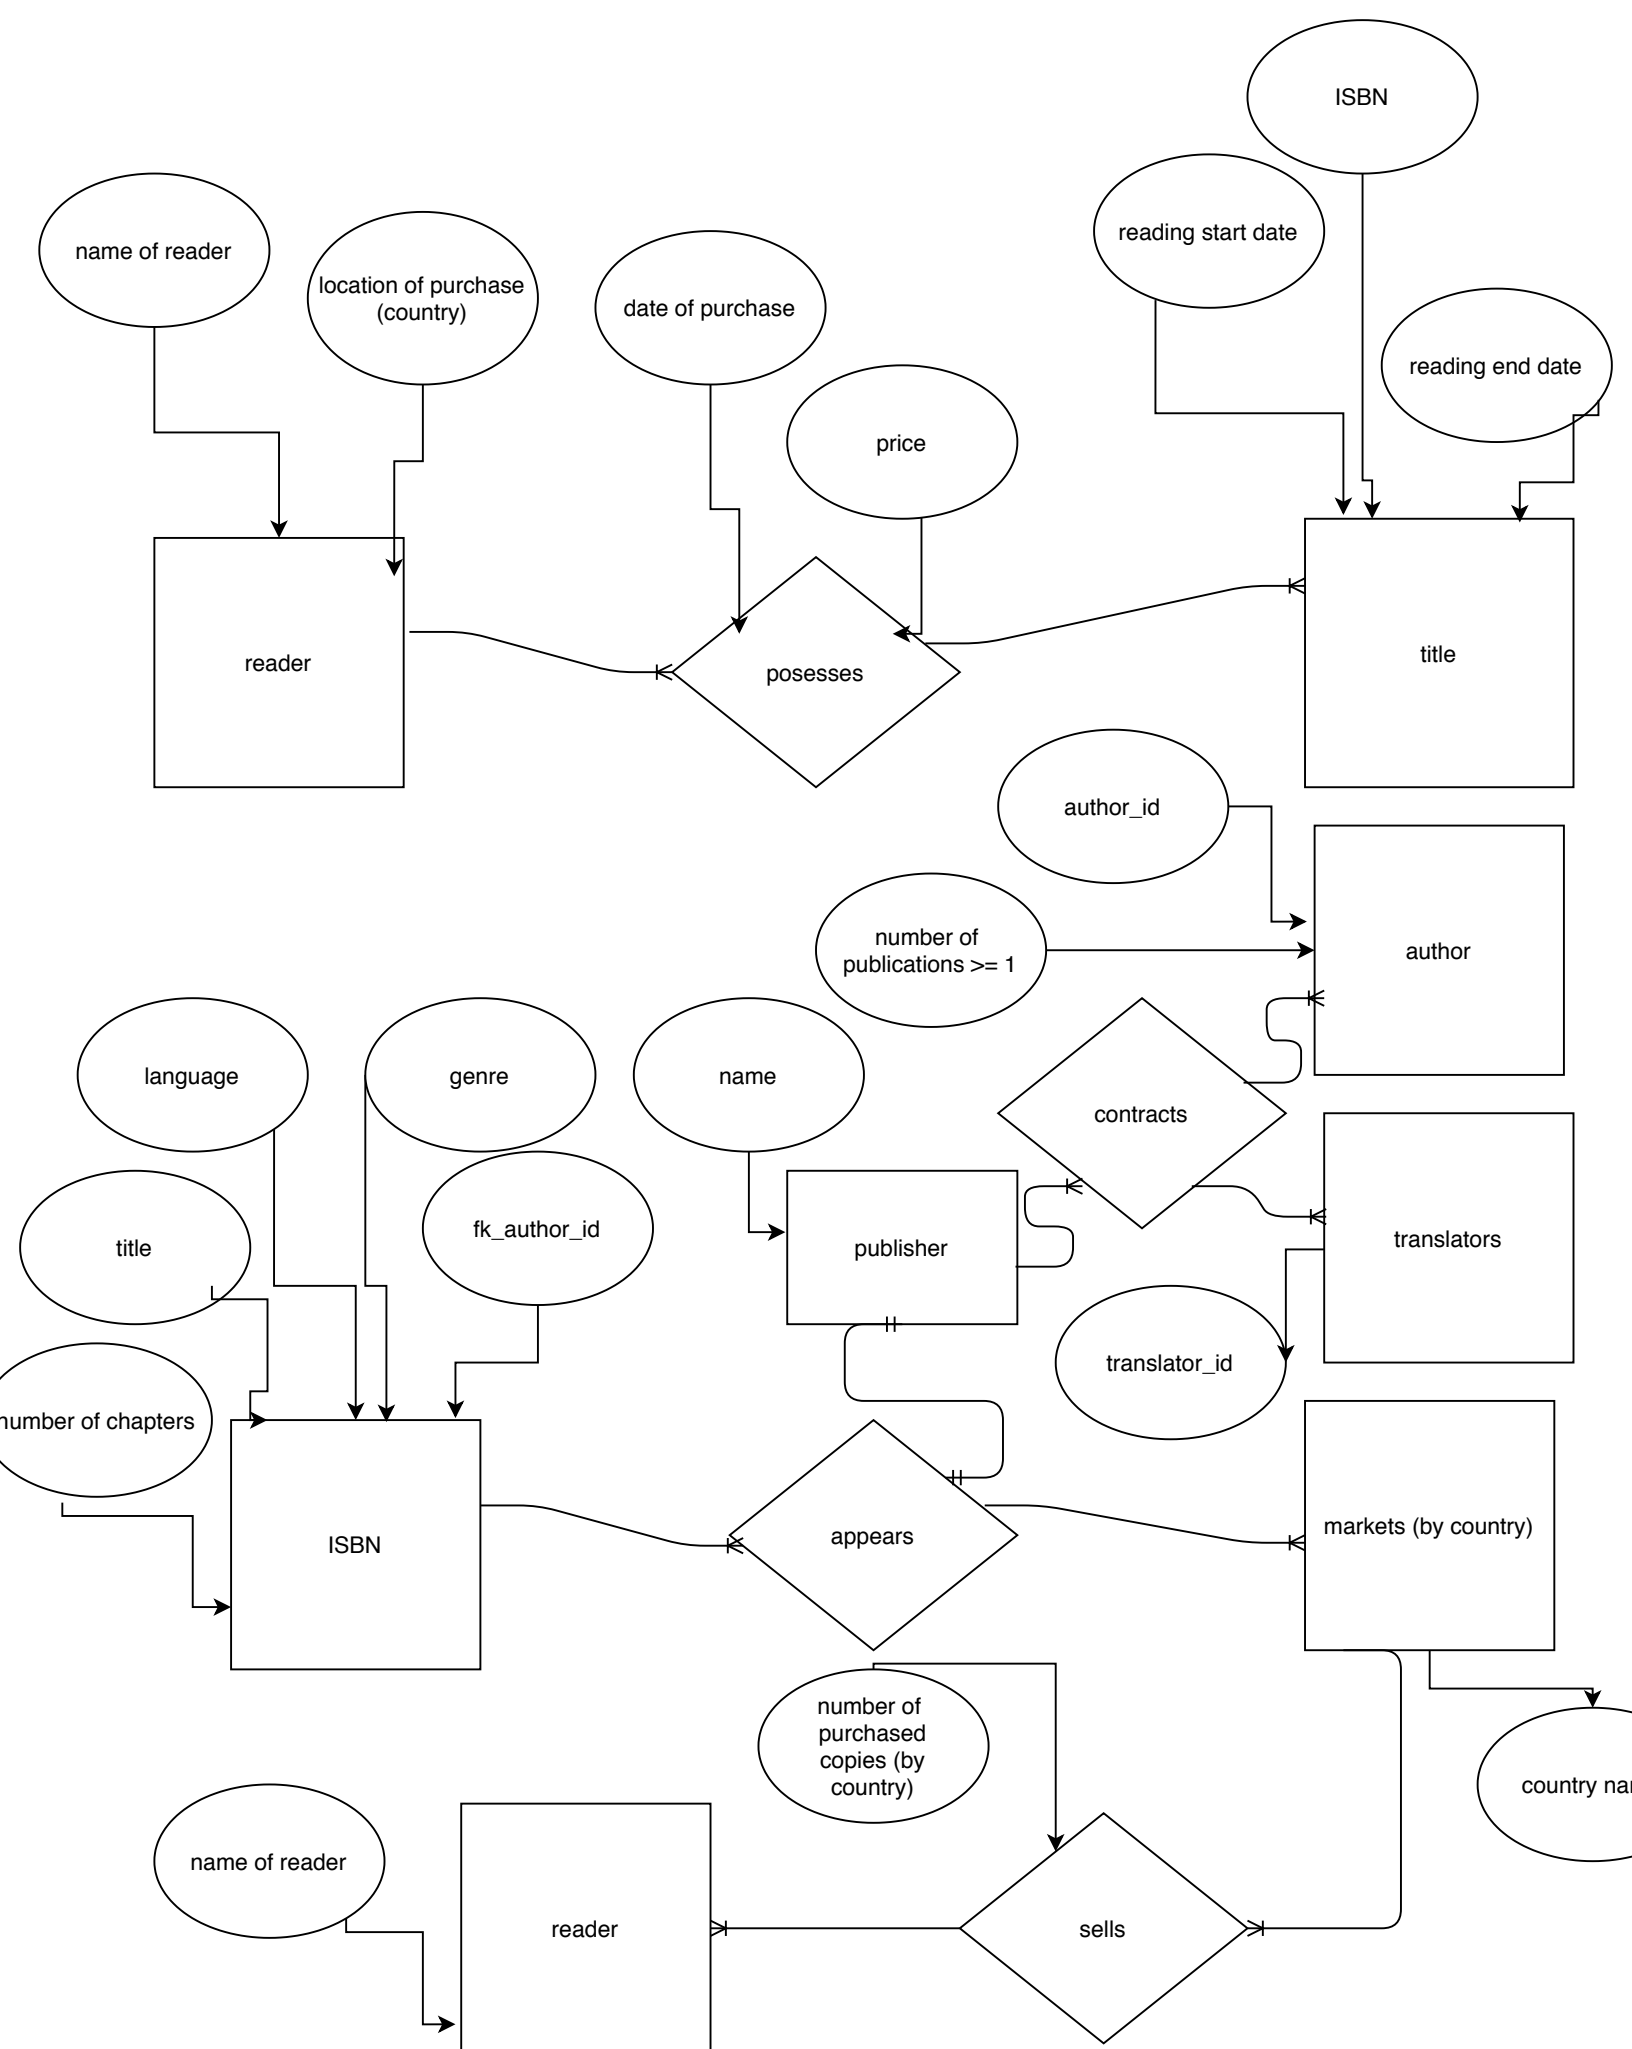 ISBN
reading start date
name of reader
location of purchase
(country)
date of purchase
reading end date
price
reader
posesses
title
author_id
number of
publications >= 1
author
language
genre
name
contracts
title
fk_author_id
publisher
translators
number of chapters
translator_id
ISBN
appears
markets (by country)
number of
purchased
copies (by
country)
country
name of reader
reader
sells